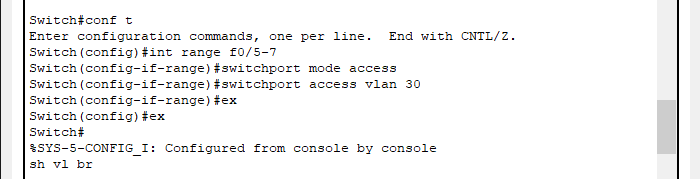 Switch#conf t
Enter configuration commands, one per line.  End with CNTL/Z.
Switch(config)#int range f0/5-7
Switch(config-if-range)#switchport mode access
Switch(config-if-range)#switchport access vlan 30
Switch(config-if-range)#ex
Switch(config)#ex
Switch#
%SYS-5-CONFIG_I: Configured from console by console
sh vl br